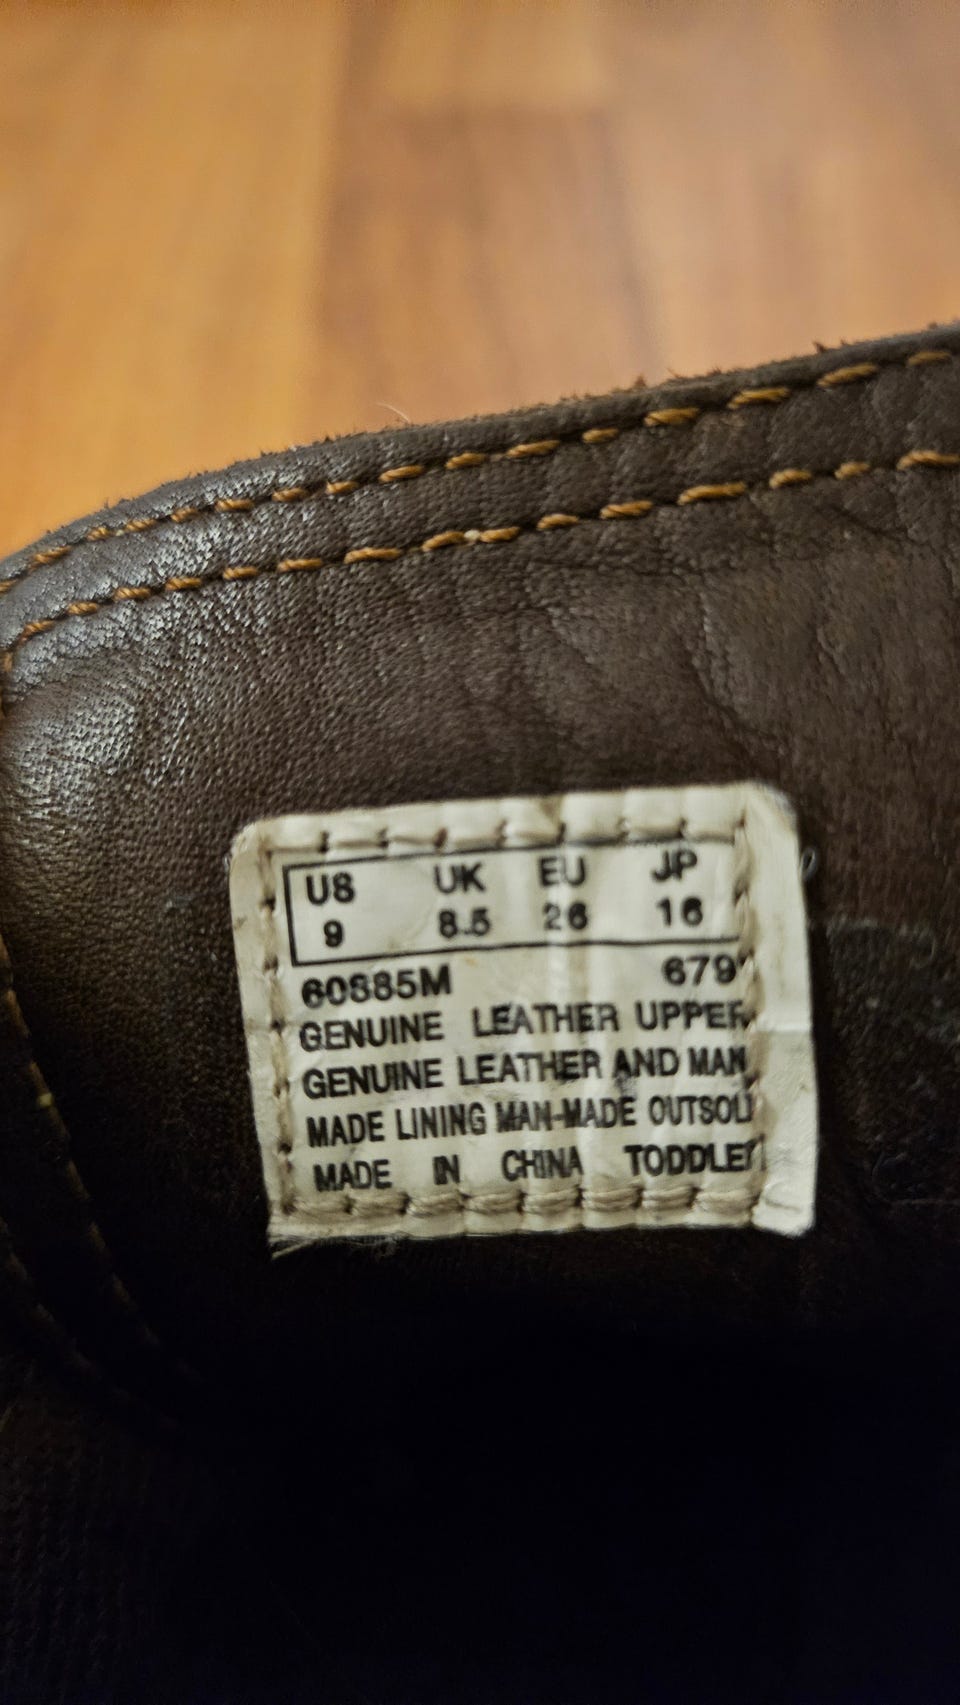 US UK EU JP
9 8.5 26 16
60885M 679
GENUINE LEATHER UPPER
GENUINE LEATHER AND MAN
MADE LINING MAN-MADE OUTSOL
MADE IN CHINA TODDLER